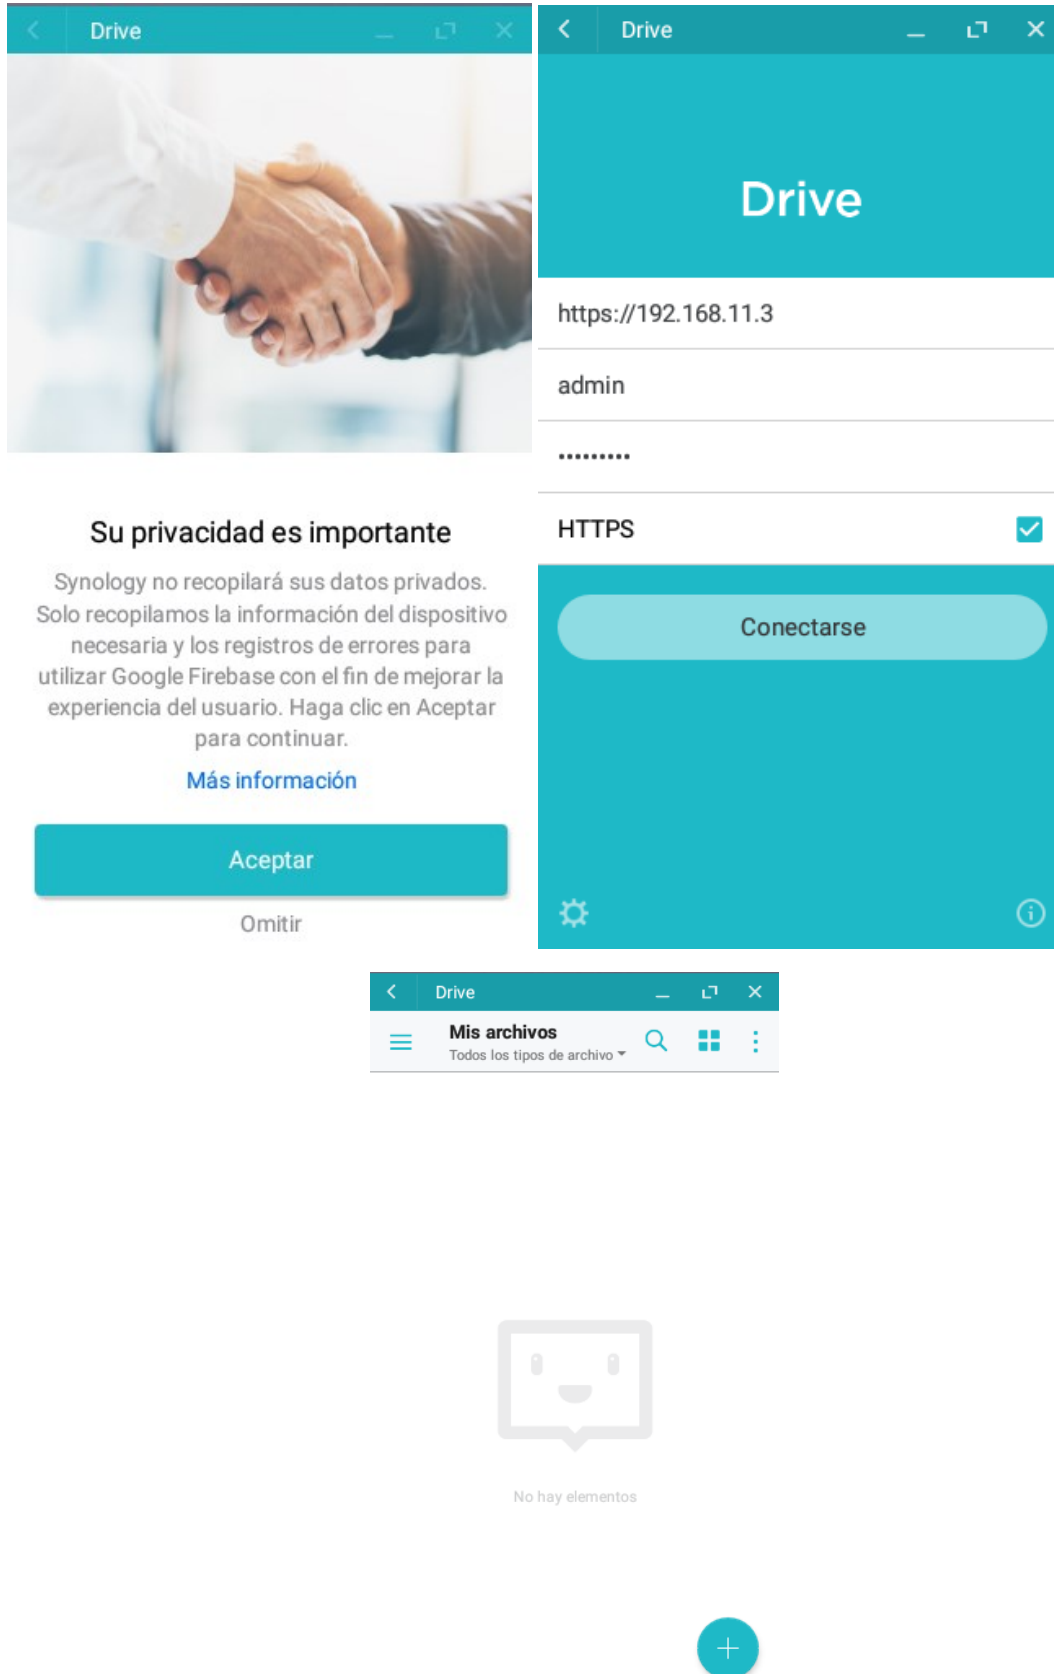 Drive
Su privacidad es importante
Synology no recopilará sus datos privados.
Solo recopilamos la información del dispositivo
necesaria y los registros de errores para
utilizar Google Firebase con el fin de mejorar la
experiencia del usuario. Haga clic en Aceptar
para continuar.
Más información
Aceptar
Omitir
Drive
Drive
https://192.168.11.3
admin
•••••••••
HTTPS
Conectarse
Drive
Mis archivos
Todos los tipos de archivo
No hay elementos